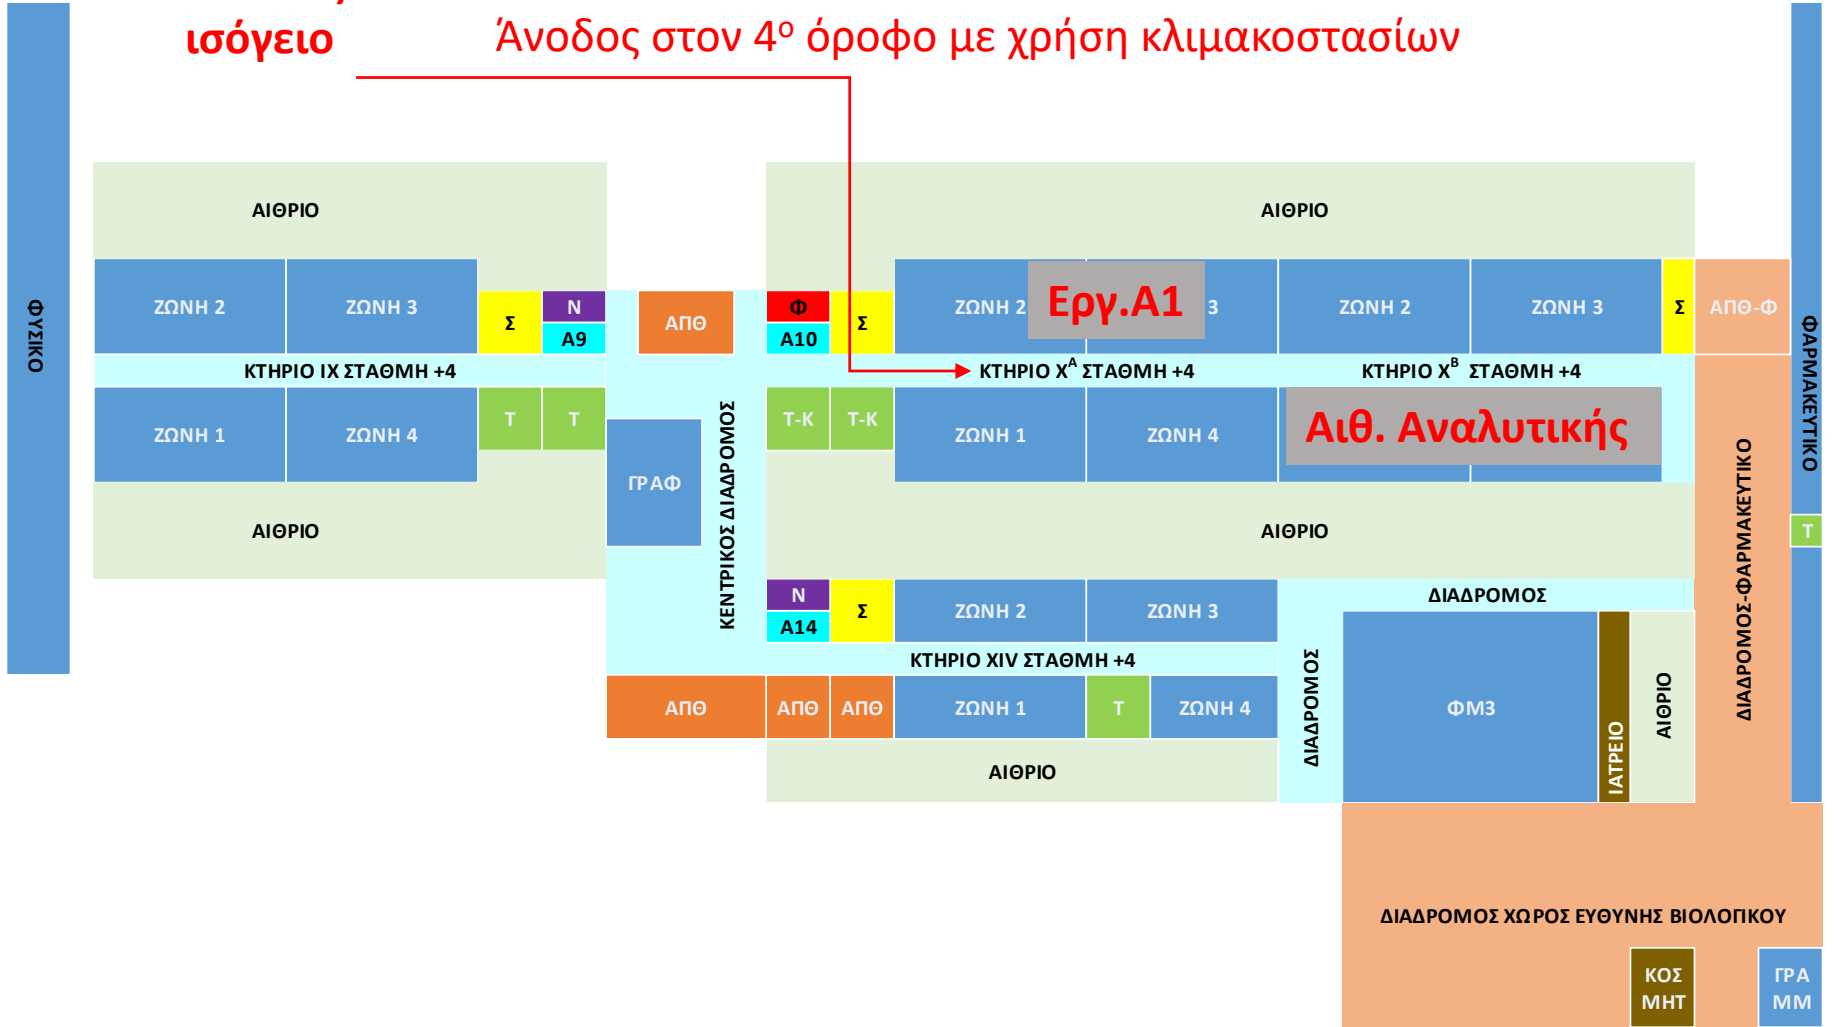 ισόγειο
Άνοδος στον 4ο όροφο με χρήση κλιμακοστασίων
ΦΥΣΙΚΟ
ΑΙΘΡΙΟ
ΑΙΘΡΙΟ
ΖΩΝΗ 2
ΖΩΝΗ 3
Σ
Ν
Α9
ΑΠΘ
Φ
Α10
Σ
ΖΩΝΗ 2
Εργ.Α1
3
ΖΩΝΗ 2
ΖΩΝΗ 3
Σ
ΑΠΘ-Φ
ΦΑΡΜΑΚΕΥΤΙΚΟ
ΚΤΗΡΙΟ ΙΧ ΣΤΑΘΜΗ +4
ΚΤΗΡΙΟ Χ^Α ΣΤΑΘΜΗ +4
ΚΤΗΡΙΟ Χ^Β ΣΤΑΘΜΗ +4
ΖΩΝΗ 1
ΖΩΝΗ 4
Τ
Τ
ΓΡΑΦ
ΚΕΝΤΡΙΚΟΣ ΔΙΑΔΡΟΜΟΣ
Τ-Κ
Τ-Κ
ΖΩΝΗ 1
ΖΩΝΗ 4
Αιθ. Αναλυτικής
ΔΙΑΔΡΟΜΟΣ-ΦΑΡΜΑΚΕΥΤΙΚΟ
ΑΙΘΡΙΟ
ΑΙΘΡΙΟ
Τ
Ν
Α14
Σ
ΖΩΝΗ 2
ΖΩΝΗ 3
ΔΙΑΔΡΟΜΟΣ
ΚΤΗΡΙΟ XIV ΣΤΑΘΜΗ +4
ΑΠΘ
ΑΠΘ
ΑΠΘ
ΖΩΝΗ 1
Τ
ΖΩΝΗ 4
ΔΙΑΔΡΟΜΟΣ
ΦΜ3
ΙΑΤΡΕΙΟ
ΑΙΘΡΙΟ
ΑΙΘΡΙΟ
ΔΙΑΔΡΟΜΟΣ ΧΩΡΟΣ ΕΥΘΥΝΗΣ ΒΙΟΛΟΓΙΚΟΥ
ΚΟΣ
ΜΗΤ
ΓΡΑ
ΜΜ